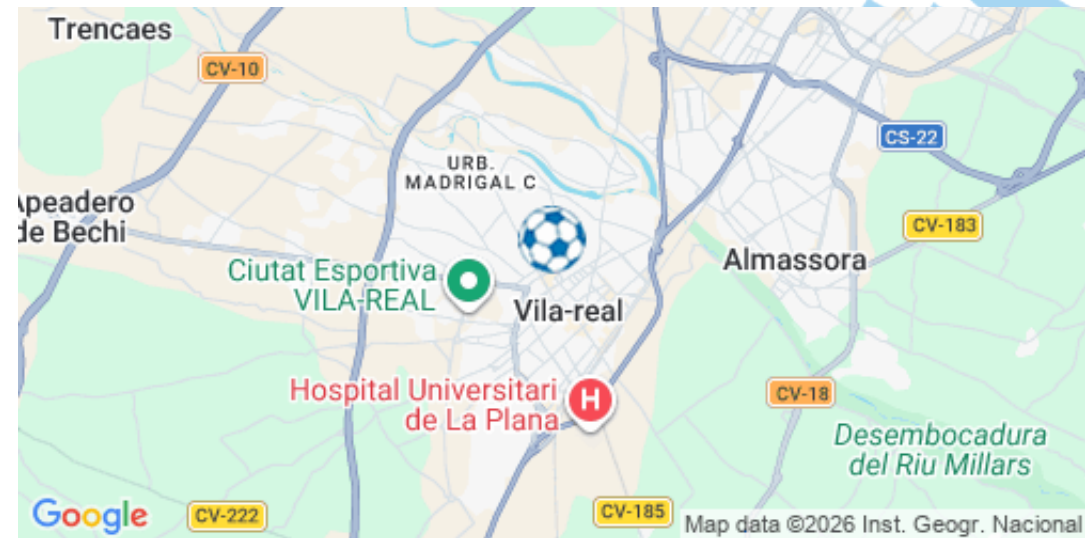 Trencaes
CV-10
CS-22
URB.
MADRIGAL C
Apeadero
de Bechi
CV-183
Almassora
Ciutat Esportiva
VILA-REAL
Vila-real
Hospital Universitari
de La Plana
H
CV-18
Desembocadura
del Riu Millars
Google
CV-222
CV-185
Map data ©2026 Inst. Geogr. Nacional